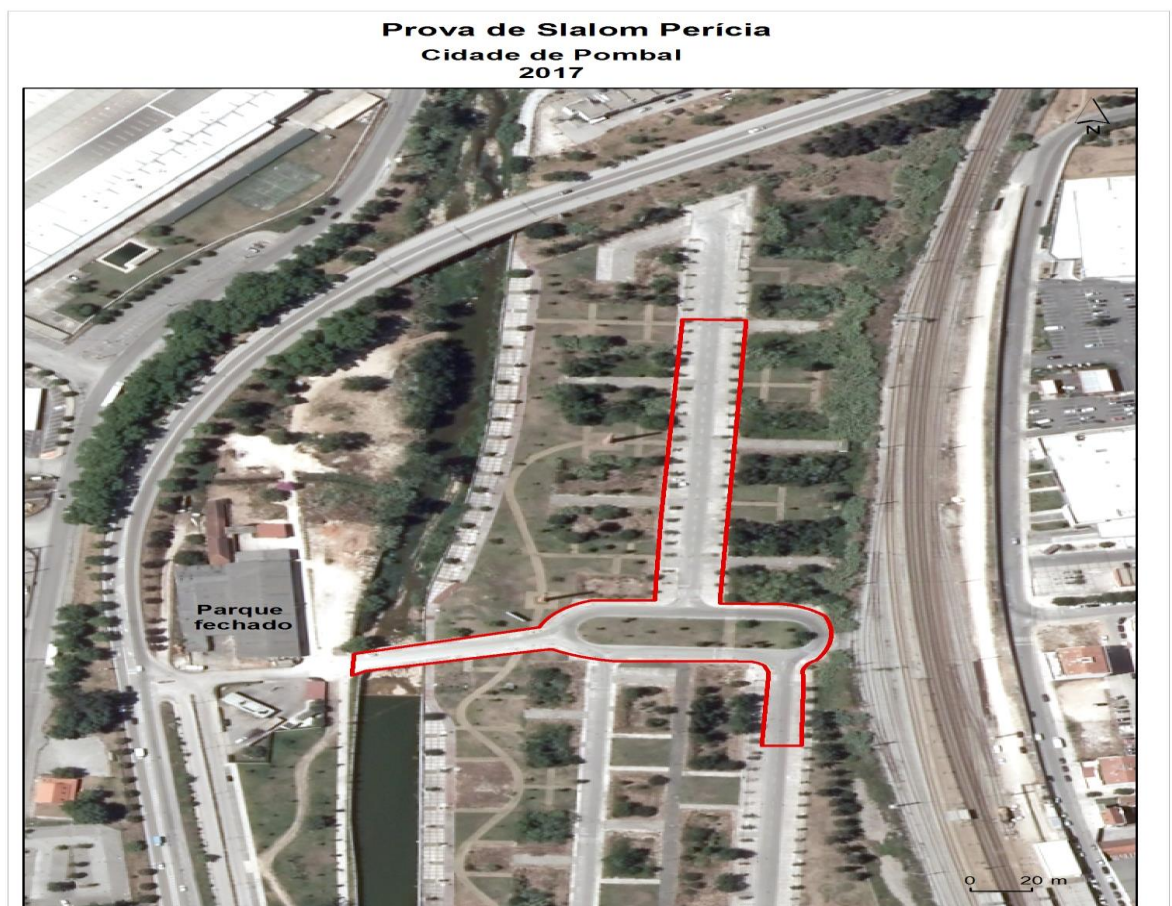 Prova de Slalom Perícia
Cidade de Pombal
2017
N
Parque
fechado
0 20 m